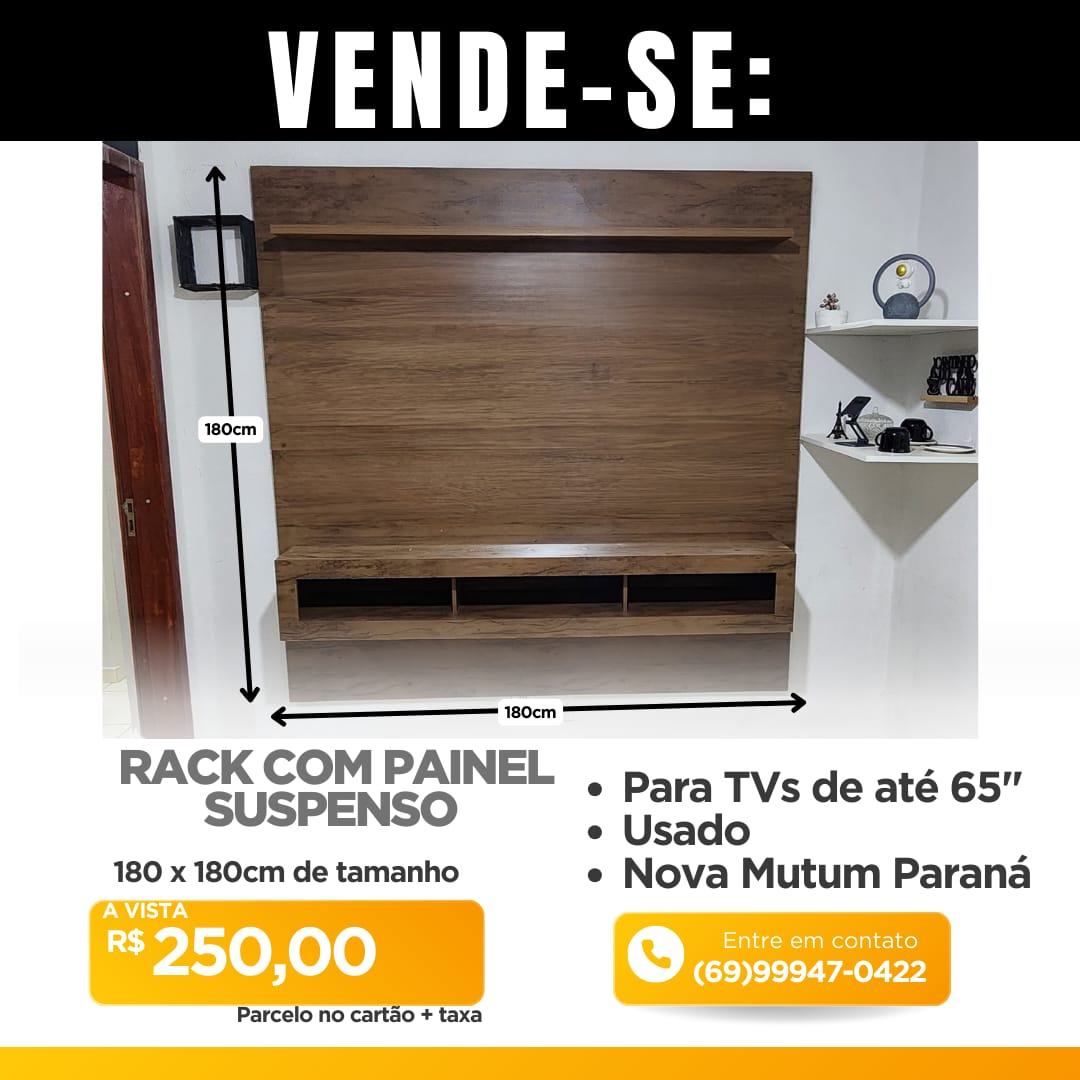 VENDE-SE:
180cm
180cm
RACK COM PAINEL
SUSPENSO
180 x 180cm de tamanho
A VISTA
R$ 250,00
Parcelo no cartão + taxa
• Para TVs de até 65"
• Usado
• Nova Mutum Paraná
Entre em contato
(69)99947-0422